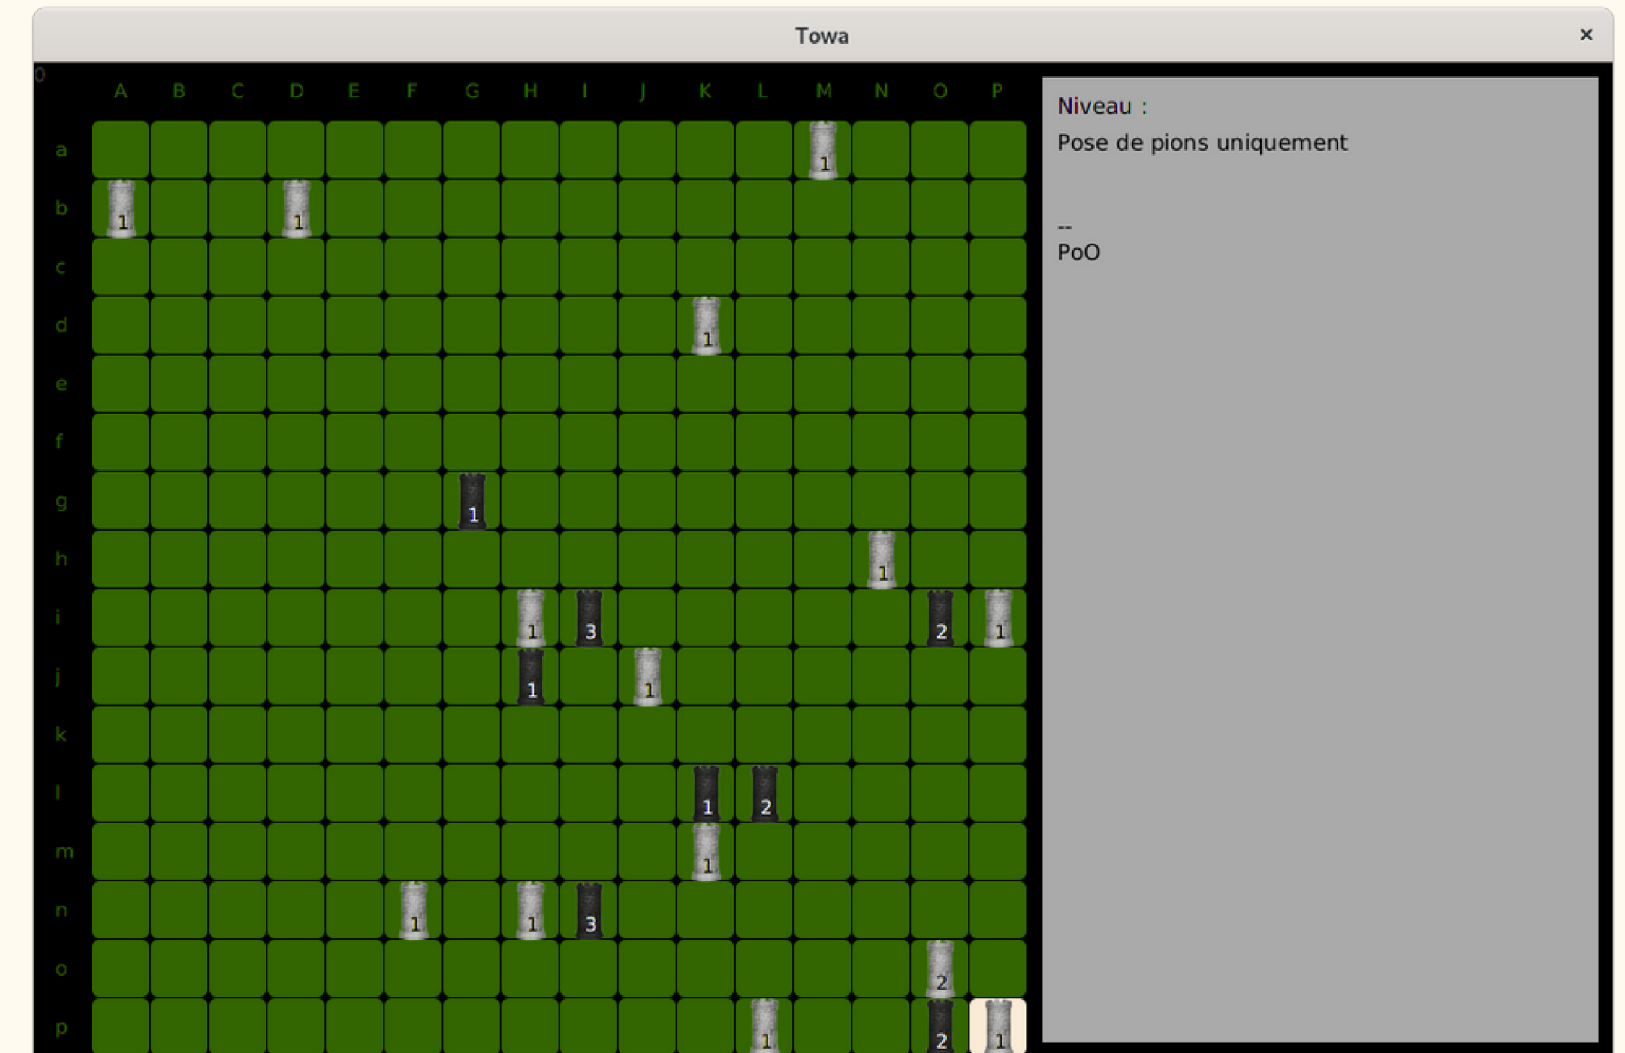 Towa ×
0
A B C D E F G H I J K L M N O P
a 1
b 1 1
c
d 1
e
f
g 1
h 1
i 1 3 2 1
j 1 1
k
l 1 2
m 1
n 1 1 3
o 2
p 1 2 1
Niveau :
Pose de pions uniquement
--
PoO